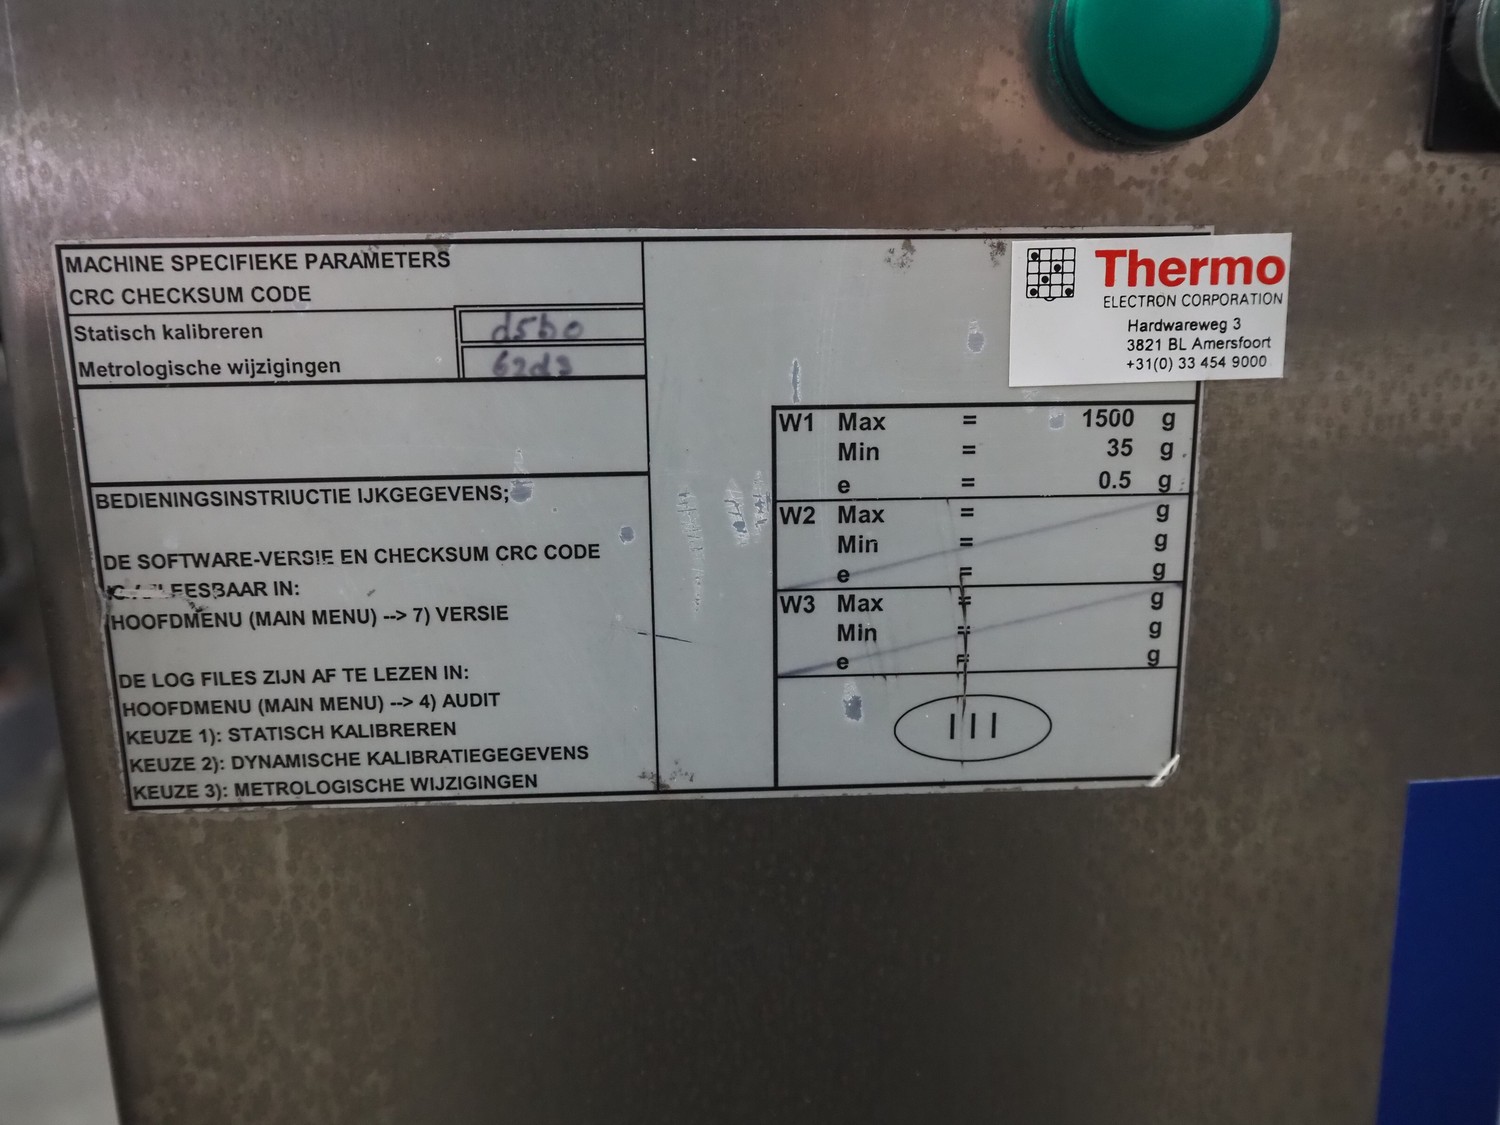 MACHINE SPECIFIEKE PARAMETERS
CRC CHECKSUM CODE
Statisch kalibreren d5b0
Metrologische wijzigingen
BEDIENINGSINSTRIUCTIE IJKGEGEVENS;
DE SOFTWARE-VERSIE EN CHECKSUM CRC CODE
LEESBAAR IN:
HOOFDMENU (MAIN MENU) --> 7) VERSIE
DE LOG FILES ZIJN AF TE LEZEN IN:
HOOFDMENU (MAIN MENU) --> 4) AUDIT
KEUZE 1): STATISCH KALIBREREN
KEUZE 2): DYNAMISCHE KALIBRATIEGEGEVENS
KEUZE 3): METROLOGISCHE WIJZIGINGEN
Thermo
ELECTRON CORPORATION
Hardwareweg 3
3821 BL Amersfoort
+31(0) 33 454 9000
W1 Max = 1500 g
Min = 35 g
e = 0.5 g
W2 Max = g
Min = g
e = g
W3 Max = g
Min = g
e = g
III